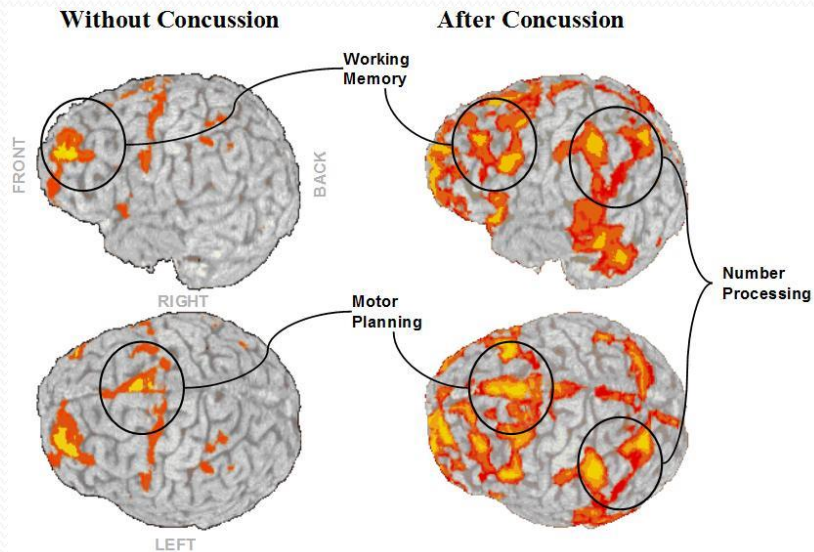 Without Concussion
After Concussion
Working
Memory
FRONT
BACK
RIGHT
Motor
Planning
Number
Processing
LEFT